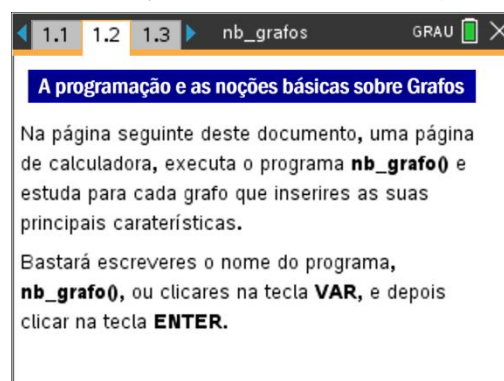 1.1 1.2 1.3 nb_grafos GRAU
A programação e as noções básicas sobre Grafos
Na página seguinte deste documento, uma página
de calculadora, executa o programa nb_grafo() e
estuda para cada grafo que inserires as suas
principais caraterísticas.
Bastará escreveres o nome do programa,
nb_grafo(), ou clicares na tecla VAR, e depois
clicar na tecla ENTER.